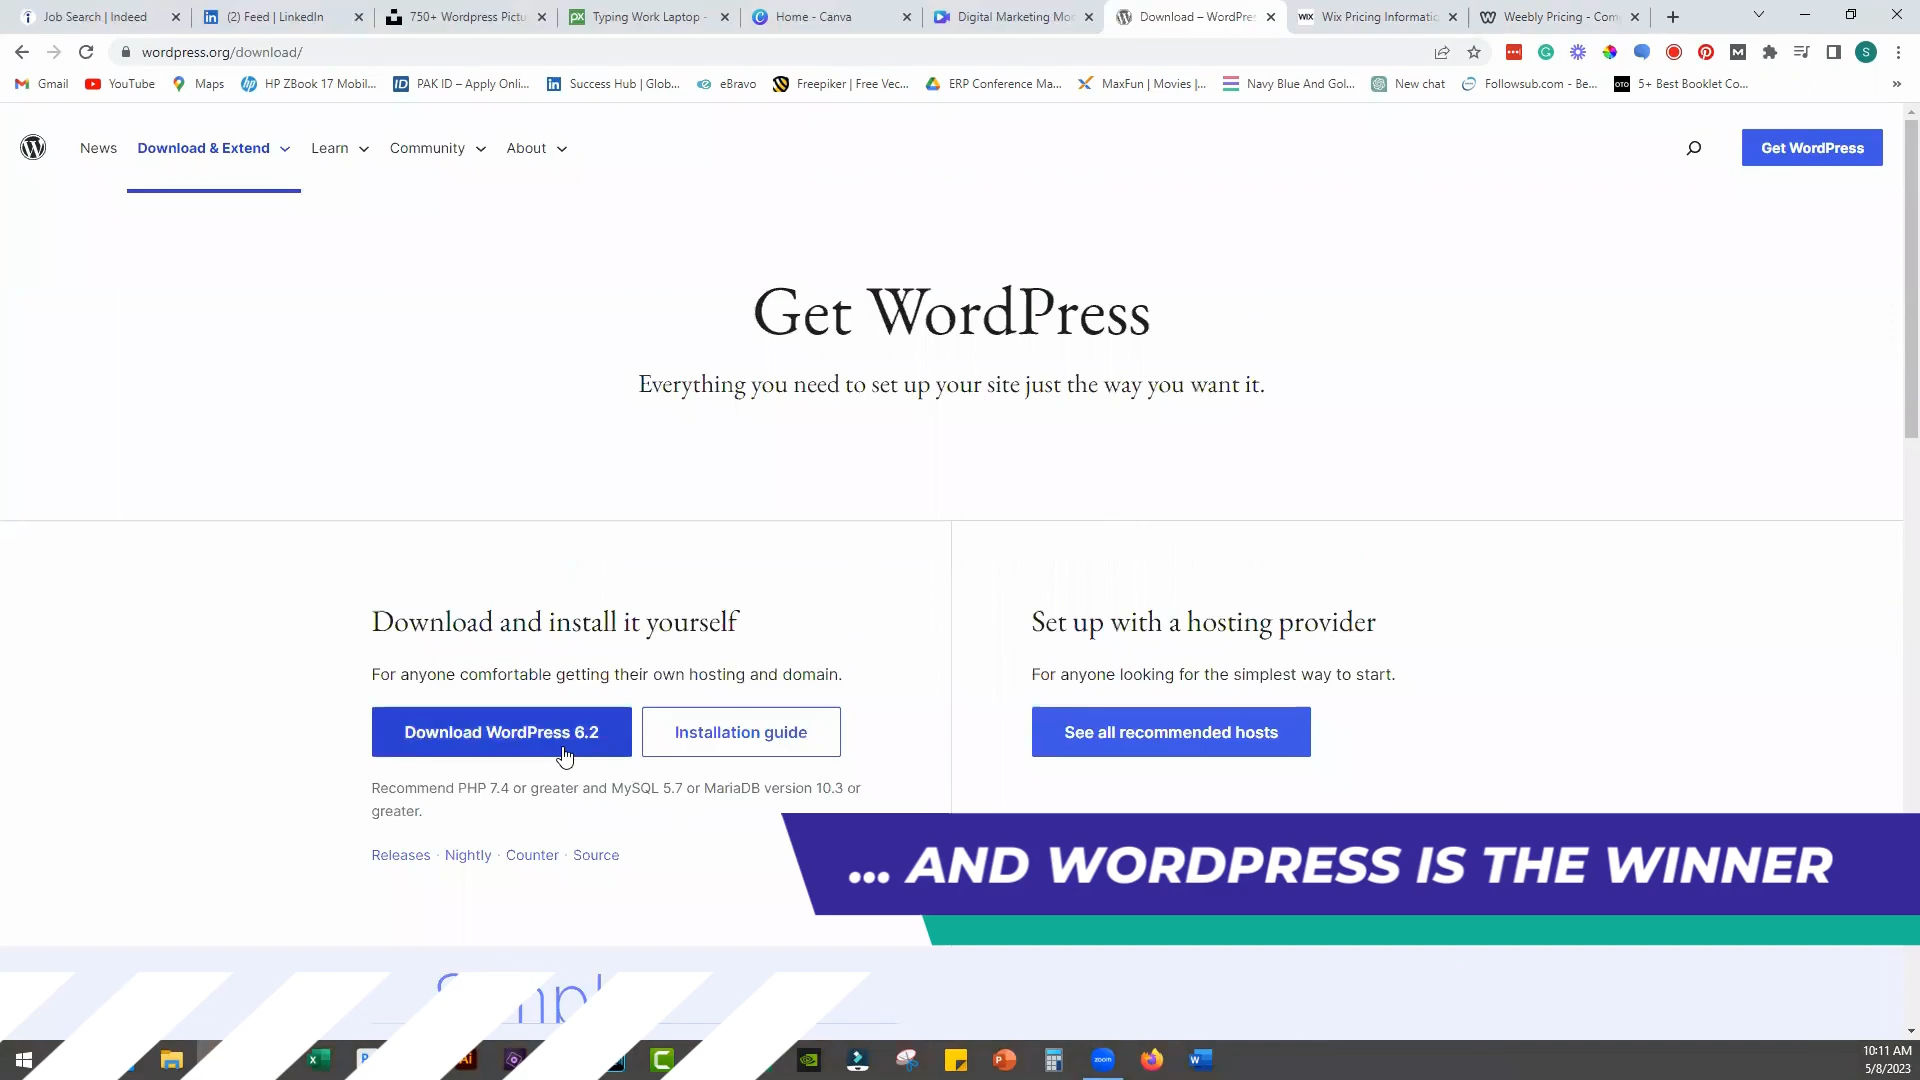 Job Search | Indeed
(2) Feed | LinkedIn
750+ Wordpress Pictu
Typing Work Laptop -
Home - Canva
Digital Marketing Mo
Download – WordPres
WIX Wix Pricing Informatio
Weebly Pricing - Com
wordpress.org/download/
Gmail
YouTube
Maps
HP ZBook 17 Mobil...
PAK ID – Apply Onli...
Success Hub | Glob...
eBravo
Freepiker | Free Vec...
ERP Conference Ma...
MaxFun | Movies |...
Navy Blue And Gol...
New chat
Followsub.com - Be...
OTO 5+ Best Booklet Co...
News
Download & Extend
Learn
Community
About
Get WordPress
Get WordPress
Everything you need to set up your site just the way you want it.
Download and install it yourself
For anyone comfortable getting their own hosting and domain.
Download WordPress 6.2
Installation guide
Recommend PHP 7.4 or greater and MySQL 5.7 or MariaDB version 10.3 or
greater.
Releases · Nightly · Counter · Source
Set up with a hosting provider
For anyone looking for the simplest way to start.
See all recommended hosts
... AND WORDPRESS IS THE WINNER
zoom
10:11 AM
5/8/2023